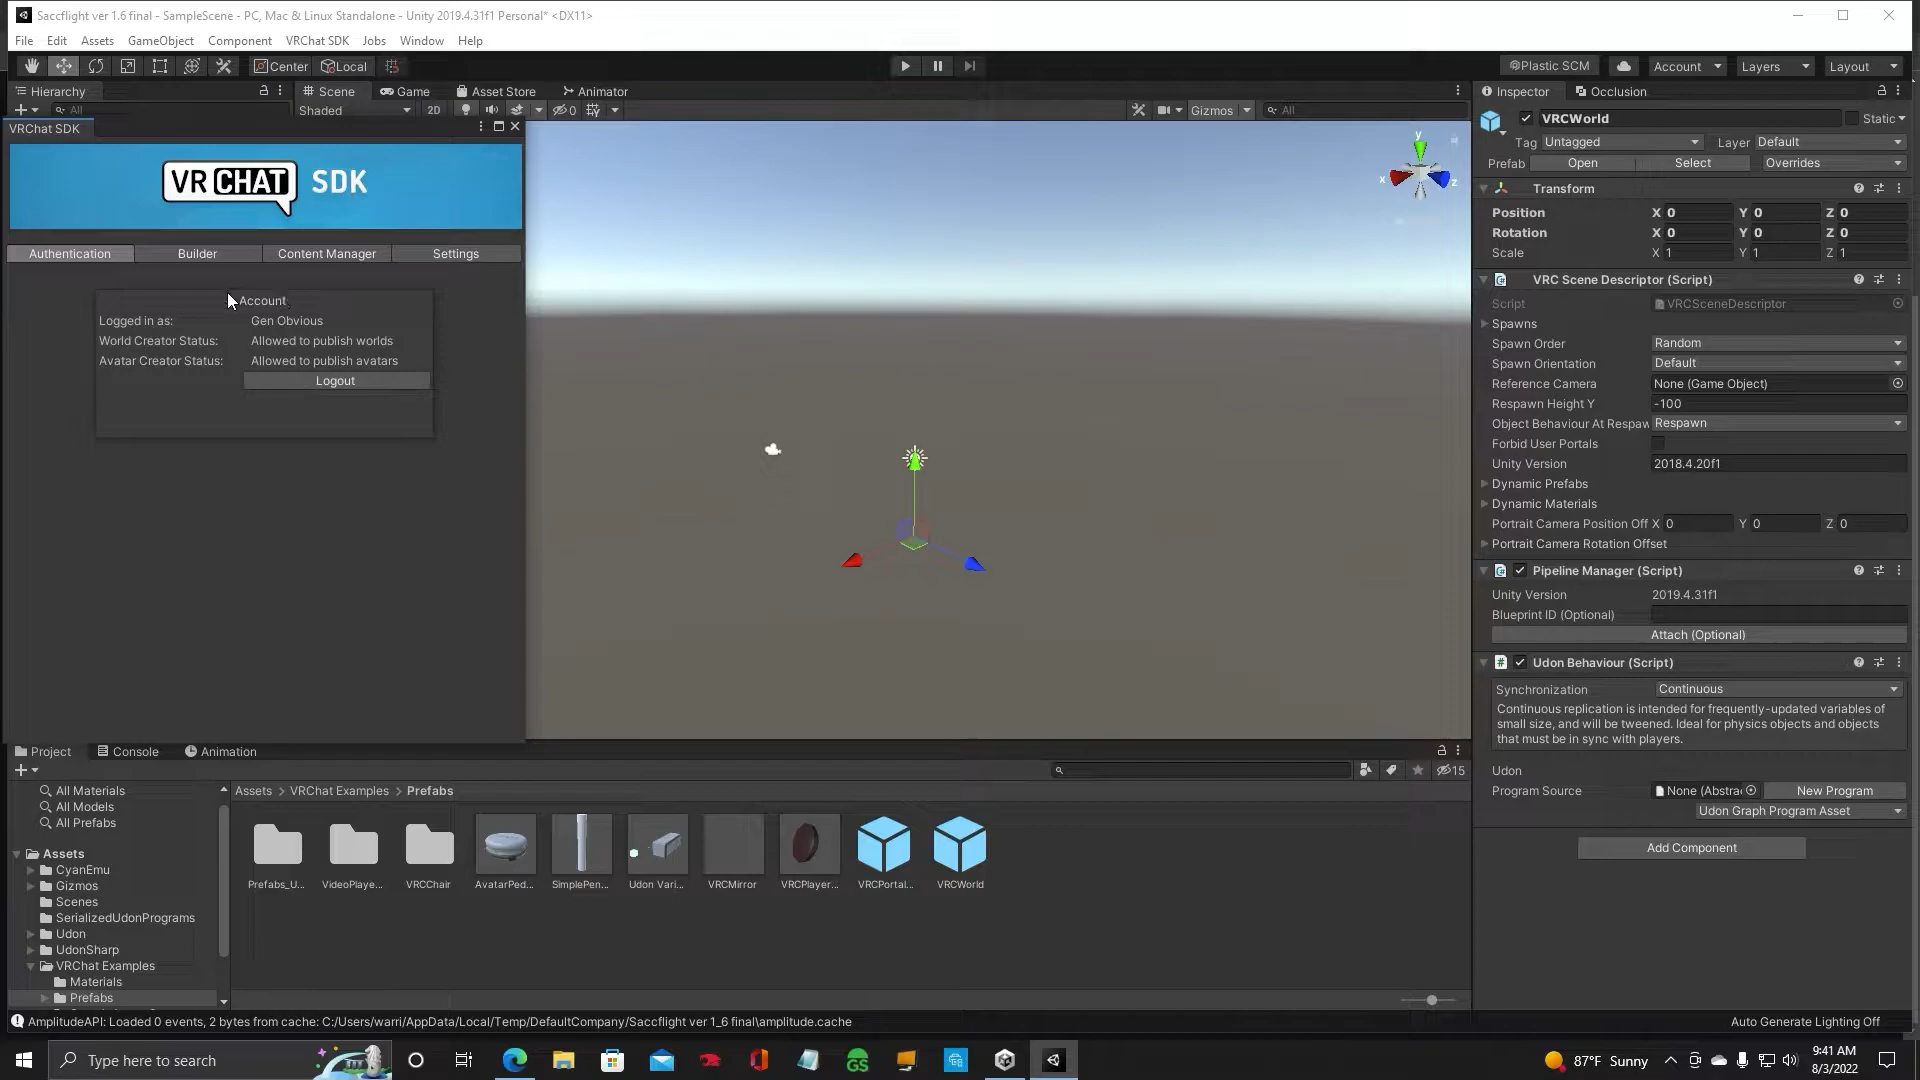 Saccflight ver 1.6 final - SampleScene - PC, Mac & Linux Standalone - Unity 2019.4.31f1 Personal* <DX11>
File Edit Assets GameObject Component VRChat SDK Jobs Window Help
Center Local Plastic SCM Account Layers Layout
Hierarchy Scene Game Asset Store Animator Inspector Occlusion
All Shaded 2D 0 Gizmos All
VRChat SDK
VRCHAT SDK
Authentication Builder Content Manager Settings
Account
Logged in as: Gen Obvious
World Creator Status: Allowed to publish worlds
Avatar Creator Status: Allowed to publish avatars
Logout
y
x
z
VRCWorld Static
Tag Untagged Layer Default
Prefab Open Select Overrides
Transform
Position X 0 Y 0 Z 0
Rotation X 0 Y 0 Z 0
Scale X 1 Y 1 Z 1
VRC Scene Descriptor (Script)
Script VRCSceneDescriptor
Spawns
Spawn Order Random
Spawn Orientation Default
Reference Camera None (Game Object)
Respawn Height Y -100
Object Behaviour At Respaw Respawn
Forbid User Portals
Unity Version 2018.4.20f1
Dynamic Prefabs
Dynamic Materials
Portrait Camera Position Off X 0 Y 0 Z 0
Portrait Camera Rotation Offset
Pipeline Manager (Script)
Unity Version 2019.4.31f1
Blueprint ID (Optional)
Attach (Optional)
Udon Behaviour (Script)
Synchronization Continuous
Continuous replication is intended for frequently-updated variables of
small size, and will be tweened. Ideal for physics objects and objects
that must be in sync with players.
Udon
Program Source None (Abstrac New Program
Udon Graph Program Asset
Add Component
Project Console Animation
15
All Materials
All Models
All Prefabs
Assets
CyanEmu
Gizmos
Scenes
SerializedUdonPrograms
Udon
UdonSharp
VRChat Examples
Materials
Prefabs
Assets > VRChat Examples > Prefabs
Prefabs_U... VideoPlaye... VRCChair AvatarPed... SimplePen... Udon Vari... VRCMirror VRCPlayer... VRCPortal... VRCWorld
AmplitudeAPI: Loaded 0 events, 2 bytes from cache: C:/Users/warri/AppData/Local/Temp/DefaultCompany/Saccflight ver 1_6 final\amplitude.cache
Auto Generate Lighting Off
Type here to search
GS
87°F Sunny
9:41 AM
8/3/2022